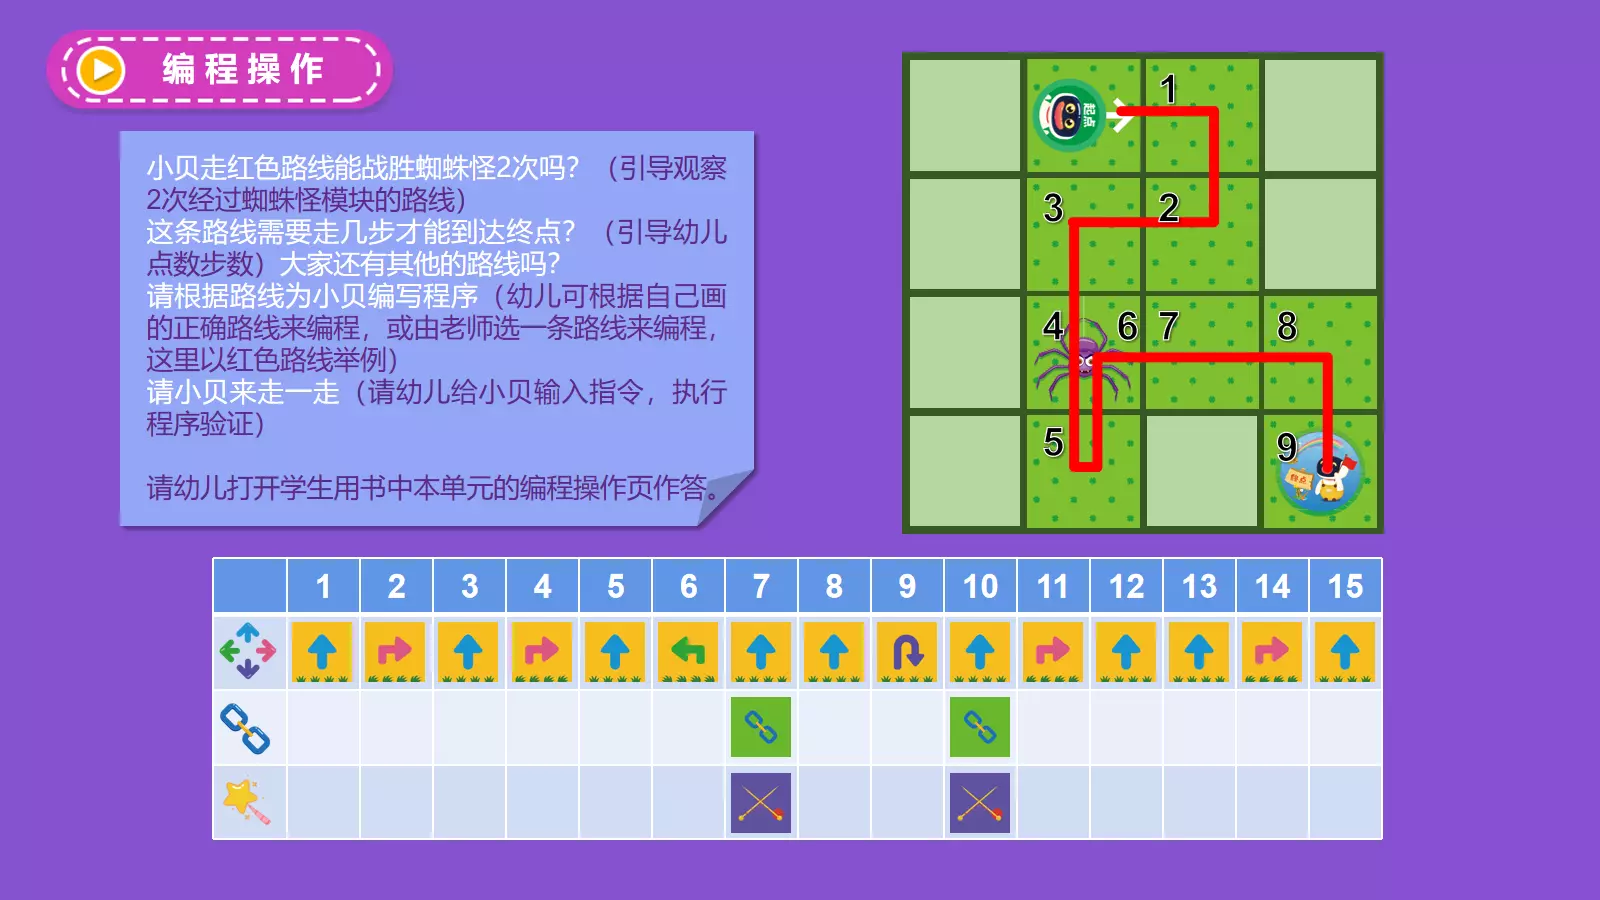 编程操作
小贝走红色路线能战胜蜘蛛怪2次吗？（引导观察
2次经过蜘蛛怪模块的路线）
这条路线需要走几步才能到达终点？（引导幼儿
点数步数）大家还有其他的路线吗？
请根据路线为小贝编写程序（幼儿可根据自己画
的正确路线来编程，或由老师选一条路线来编程，
这里以红色路线举例）
请小贝来走一走（请幼儿给小贝输入指令，执行
程序验证）
请幼儿打开学生用书中本单元的编程操作页作答。
起点
1
3
2
4
6
7
8
5
9
终点
1 2 3 4 5 6 7 8 9 10 11 12 13 14 15